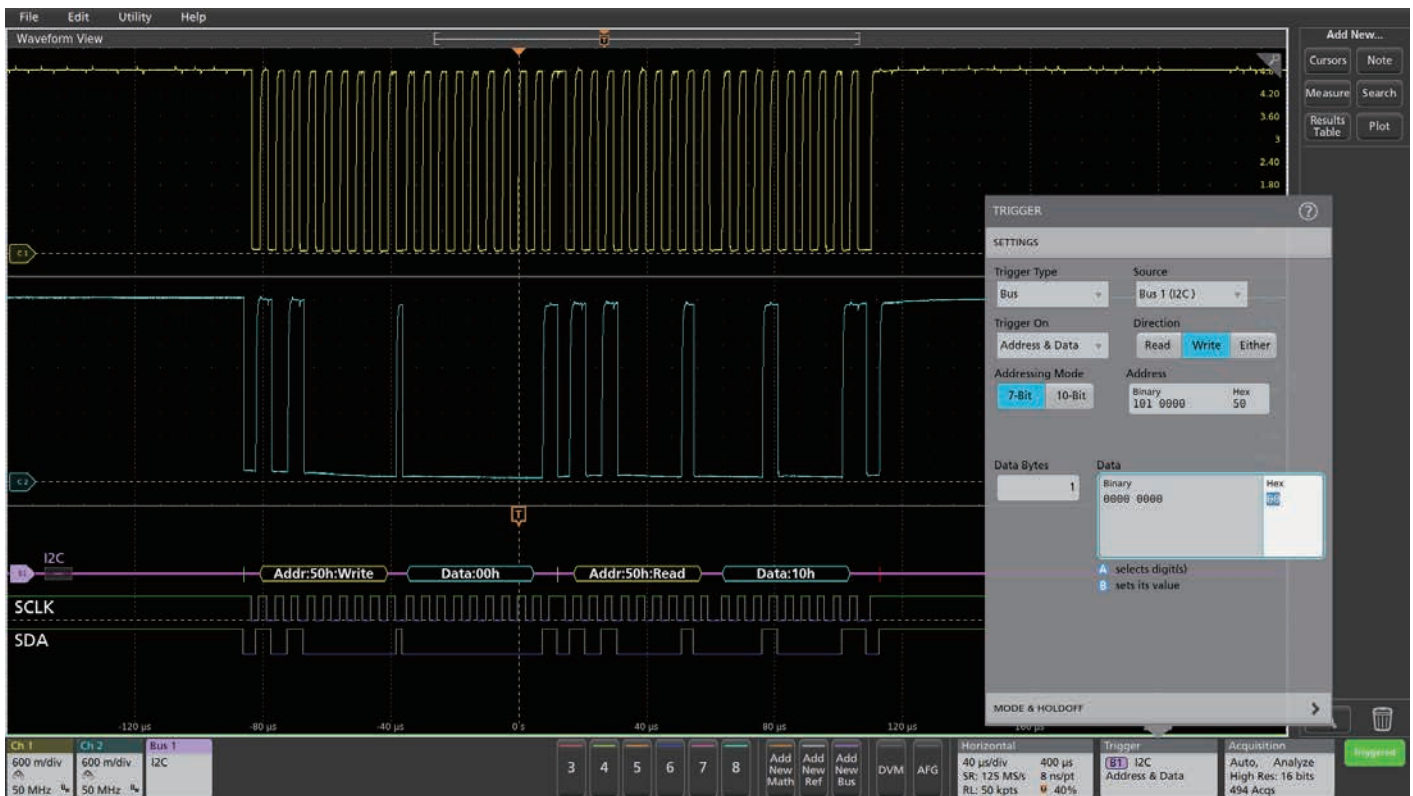 File Edit Utility Help
Waveform View
Add New...
Cursors Note
Measure Search
Results Table Plot
4.20
3.60
3
2.40
1.80
C1
C2
T
TRIGGER ?
SETTINGS
Trigger Type Source
Bus Bus 1 (I2C)
Trigger On Direction
Address & Data Read Write Either
Addressing Mode Address
7-Bit 10-Bit Binary Hex
101 0000 50
Data Bytes Data
1 Binary Hex
0000 0000 00
A selects digit(s)
B sets its value
MODE & HOLDOFF
I2C
B1 Addr:50h:Write Data:00h Addr:50h:Read Data:10h
SCLK
SDA
-120 µs -80 µs -40 µs 0 s 40 µs 80 µs 120 µs
Ch 1 Ch 2 Bus 1
600 m/div 600 m/div I2C
50 MHz 50 MHz
3 4 5 6 7 8
Add New Math
Add New Ref
Add New Bus
DVM AFG
Horizontal
40 µs/div 400 µs
SR: 125 MS/s 8 ns/pt
RL: 50 kpts 40%
Trigger
B1 I2C
Address & Data
Acquisition
Auto, Analyze
High Res: 16 bits
494 Acqs
Triggered